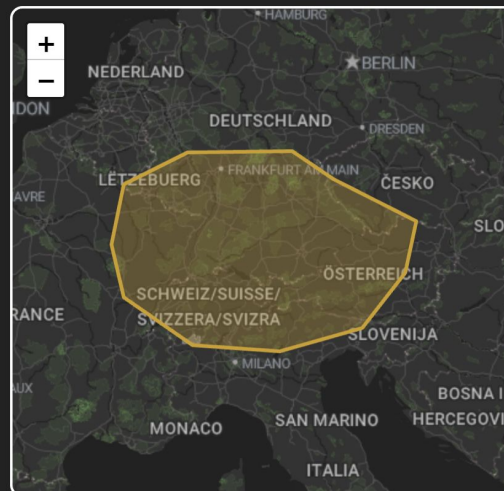 +
HAMBURG
−
BERLIN
NEDERLAND
NDON
DEUTSCHLAND
DRESDEN
FRANKFURT AM MAIN
LËTZEBUERG
ČESKO
AVRE
SLO
ÖSTERREICH
SCHWEIZ/SUISSE/
SVIZZERA/SVIZRA
RANCE
SLOVENIJA
MILANO
AUX
BOSNA I
HERCEGOVI
SAN MARINO
MONACO
ITALIA